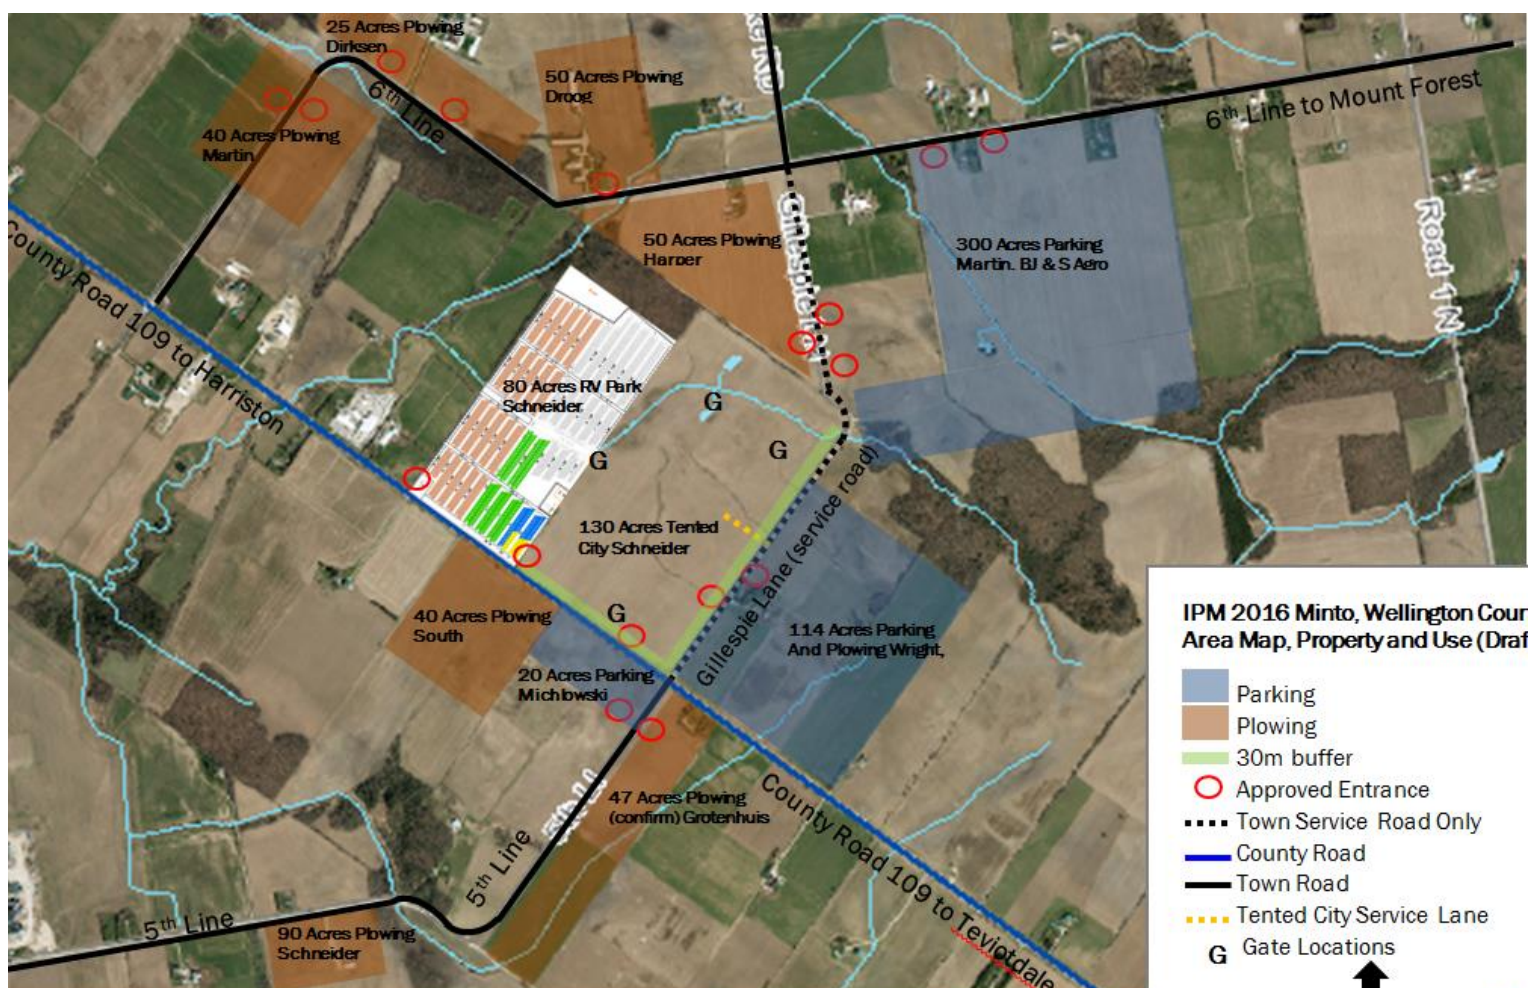 25 Acres Plowing
Dirksen
50 Acres Plowing
Droog
6th Line
40 Acres Plowing
Martin
6th Line to Mount Forest
50 Acres Plowing
Harper
Gillespie Ln
300 Acres Parking
Martin. BJ & S Agro
Road 1 N
County Road 109 to Harriston
80 Acres RV Park
Schneider
G
G
G
130 Acres Tented
City Schneider
Gillespie Lane (service road)
40 Acres Plowing
South
G
114 Acres Parking
And Plowing Wright,
20 Acres Parking
Michlowski
5th Ln
47 Acres Plowing
(confirm) Grotenhuis
County Road 109 to Teviotdale
5th Line
5th Line
90 Acres Plowing
Schneider
IPM 2016 Minto, Wellington Cour
Area Map, Property and Use (Draf
Parking
Plowing
30m buffer
Approved Entrance
Town Service Road Only
County Road
Town Road
Tented City Service Lane
G Gate Locations